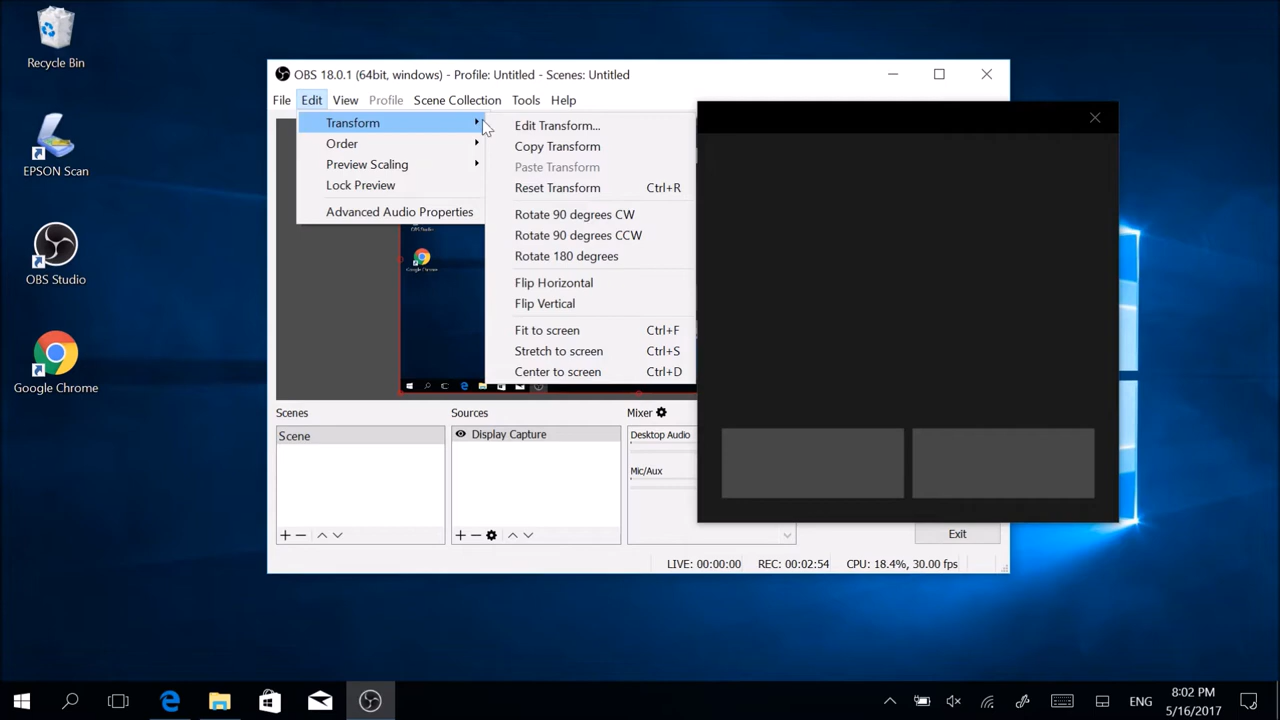 Recycle Bin
EPSON Scan
OBS Studio
Google Chrome
OBS 18.0.1 (64bit, windows) - Profile: Untitled - Scenes: Untitled
File Edit View Profile Scene Collection Tools Help
Transform
Order
Preview Scaling
Lock Preview
Advanced Audio Properties
Edit Transform...
Copy Transform
Paste Transform
Reset Transform Ctrl+R
Rotate 90 degrees CW
Rotate 90 degrees CCW
Rotate 180 degrees
Flip Horizontal
Flip Vertical
Fit to screen Ctrl+F
Stretch to screen Ctrl+S
Center to screen Ctrl+D
OBS Studio
Google Chrome
Scenes
Scene
Sources
Display Capture
Mixer
Desktop Audio
Mic/Aux
Exit
LIVE: 00:00:00 REC: 00:02:54 CPU: 18.4%, 30.00 fps
ENG
8:02 PM
5/16/2017